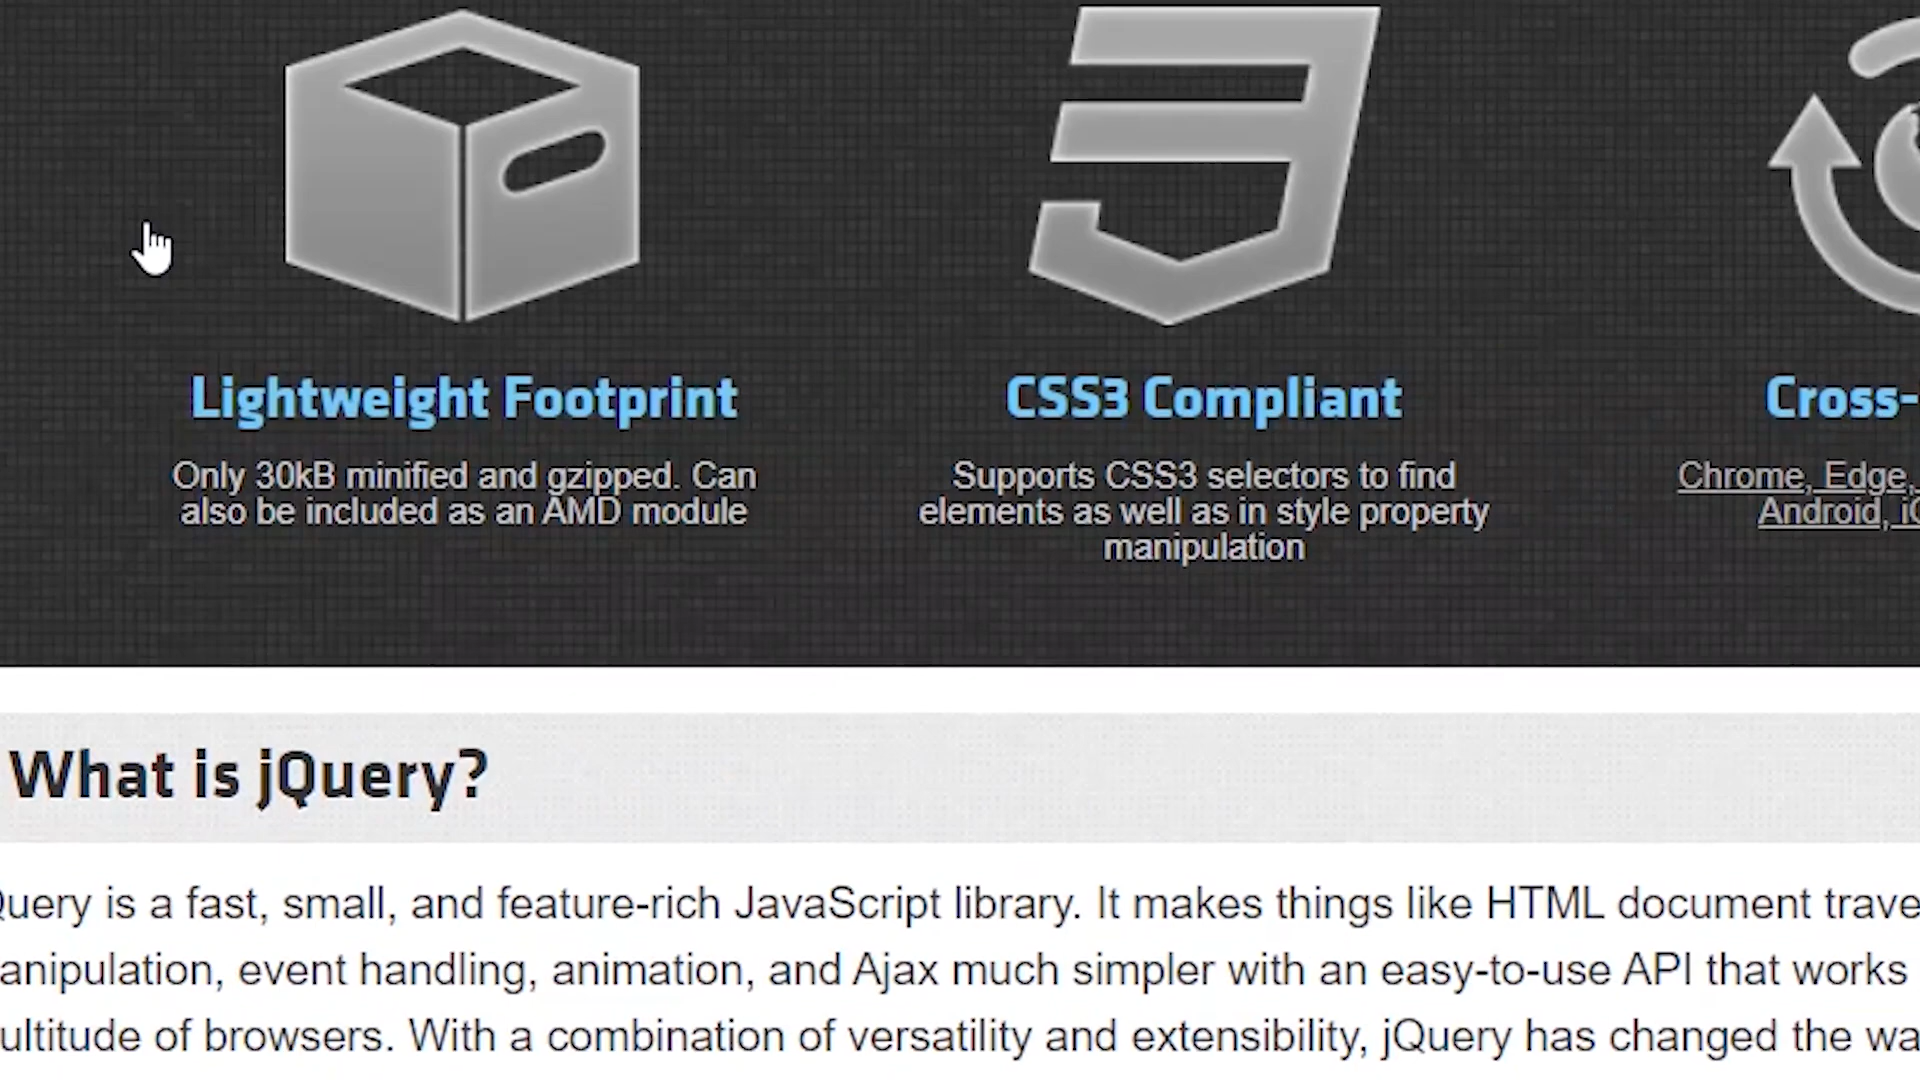 Lightweight Footprint
Only 30kB minified and gzipped. Can
also be included as an AMD module
CSS3 Compliant
Supports CSS3 selectors to find
elements as well as in style property
manipulation
Cross-
Chrome, Edge,
Android,
What is jQuery?
Query is a fast, small, and feature-rich JavaScript library. It makes things like HTML document trave
anipulation, event handling, animation, and Ajax much simpler with an easy-to-use API that works
ultitude of browsers. With a combination of versatility and extensibility, jQuery has changed the wa